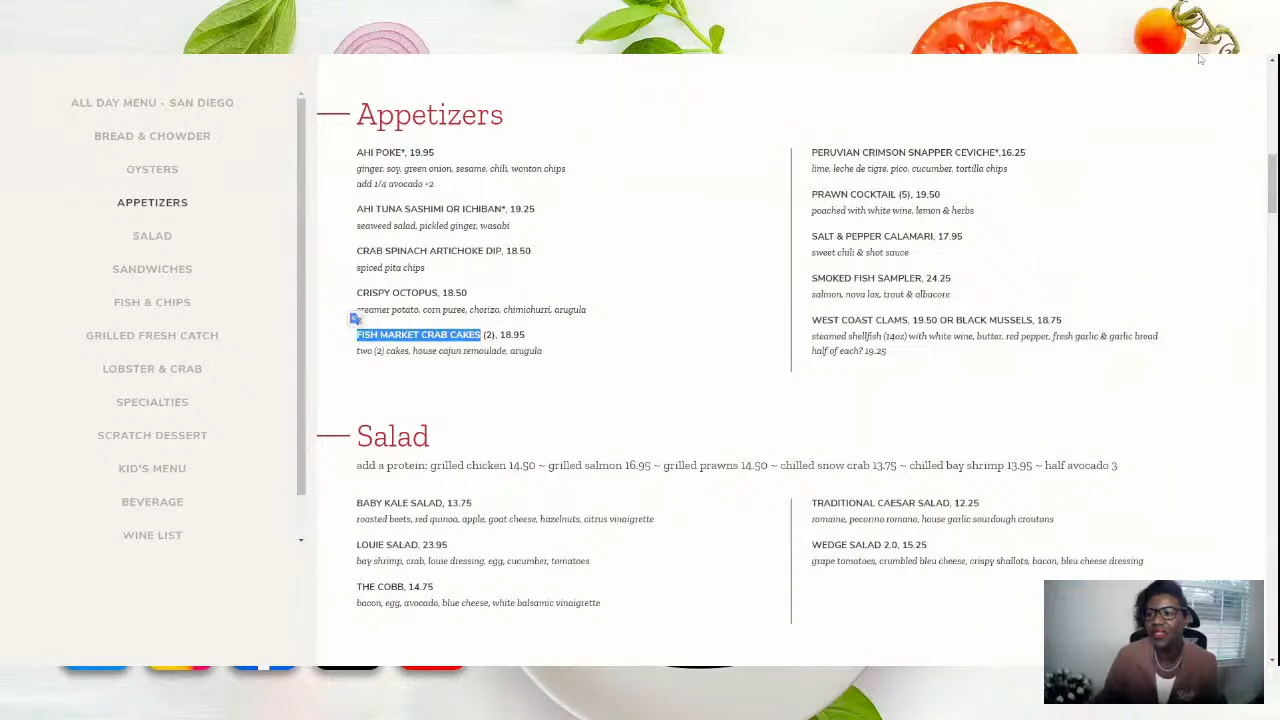 ALL DAY MENU - SAN DIEGO
BREAD & CHOWDER
OYSTERS
APPETIZERS
SALAD
SANDWICHES
FISH & CHIPS
GRILLED FRESH CATCH
LOBSTER & CRAB
SPECIALTIES
SCRATCH DESSERT
KID'S MENU
BEVERAGE
WINE LIST
Appetizers
AHI POKE*, 19.95
ginger, soy, green onion, sesame, chili, wonton chips
add 1/4 avocado +2
AHI TUNA SASHIMI OR ICHIBAN*, 19.25
seaweed salad, pickled ginger, wasabi
CRAB SPINACH ARTICHOKE DIP, 18.50
spiced pita chips
CRISPY OCTOPUS, 18.50
creamer potato, corn puree, chorizo, chimichurri, arugula
FISH MARKET CRAB CAKES (2), 18.95
two (2) cakes, house cajun remoulade, arugula
PERUVIAN CRIMSON SNAPPER CEVICHE*,16.25
lime, leche de tigre, pico, cucumber, tortilla chips
PRAWN COCKTAIL (5), 19.50
poached with white wine, lemon & herbs
SALT & PEPPER CALAMARI, 17.95
sweet chili & shot sauce
SMOKED FISH SAMPLER, 24.25
salmon, nova lox, trout & albacore
WEST COAST CLAMS, 19.50 OR BLACK MUSSELS, 18.75
steamed shellfish (14oz) with white wine, butter, red pepper, fresh garlic & garlic bread
half of each? 19.25
Salad
add a protein: grilled chicken 14.50 ~ grilled salmon 16.95 ~ grilled prawns 14.50 ~ chilled snow crab 13.75 ~ chilled bay shrimp 13.95 ~ half avocado 3
BABY KALE SALAD, 13.75
roasted beets, red quinoa, apple, goat cheese, hazelnuts, citrus vinaigrette
LOUIE SALAD, 23.95
bay shrimp, crab, louie dressing, egg, cucumber, tomatoes
THE COBB, 14.75
bacon, egg, avocado, blue cheese, white balsamic vinaigrette
TRADITIONAL CAESAR SALAD, 12.25
romaine, pecorino romano, house garlic sourdough croutons
WEDGE SALAD 2.0, 15.25
grape tomatoes, crumbled bleu cheese, crispy shallots, bacon, bleu cheese dressing